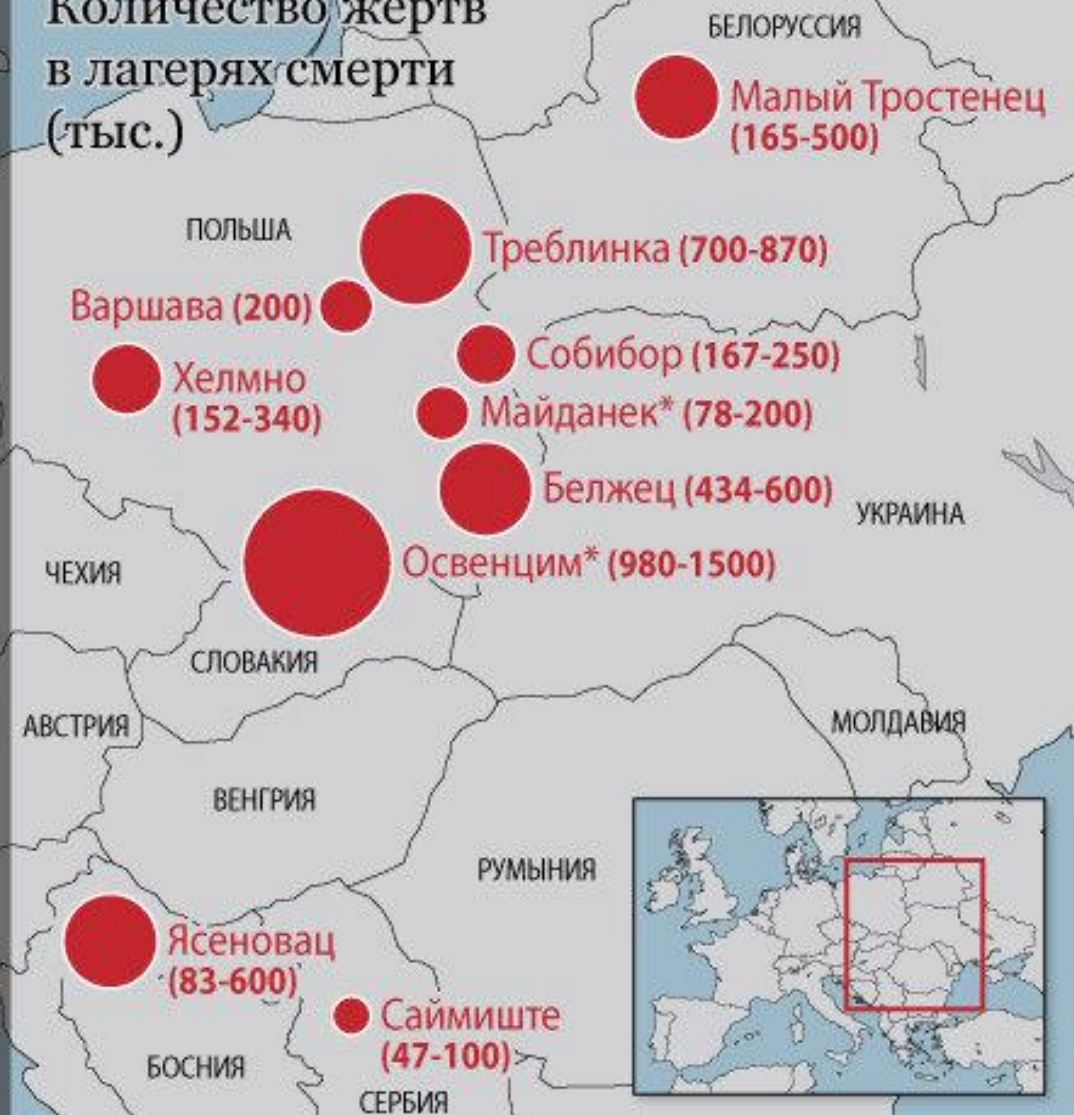 Количество жертв
в лагерях смерти
(тыс.)
БЕЛОРУССИЯ
Малый Тростенец
(165-500)
ПОЛЬША
Треблинка (700-870)
Варшава (200)
Собибор (167-250)
Хелмно
(152-340)
Майданек* (78-200)
Белжец (434-600)
УКРАИНА
Освенцим* (980-1500)
ЧЕХИЯ
СЛОВАКИЯ
АВСТРИЯ
МОЛДАВИЯ
ВЕНГРИЯ
РУМЫНИЯ
Ясеновац
(83-600)
Саймиште
(47-100)
БОСНИЯ
СЕРБИЯ